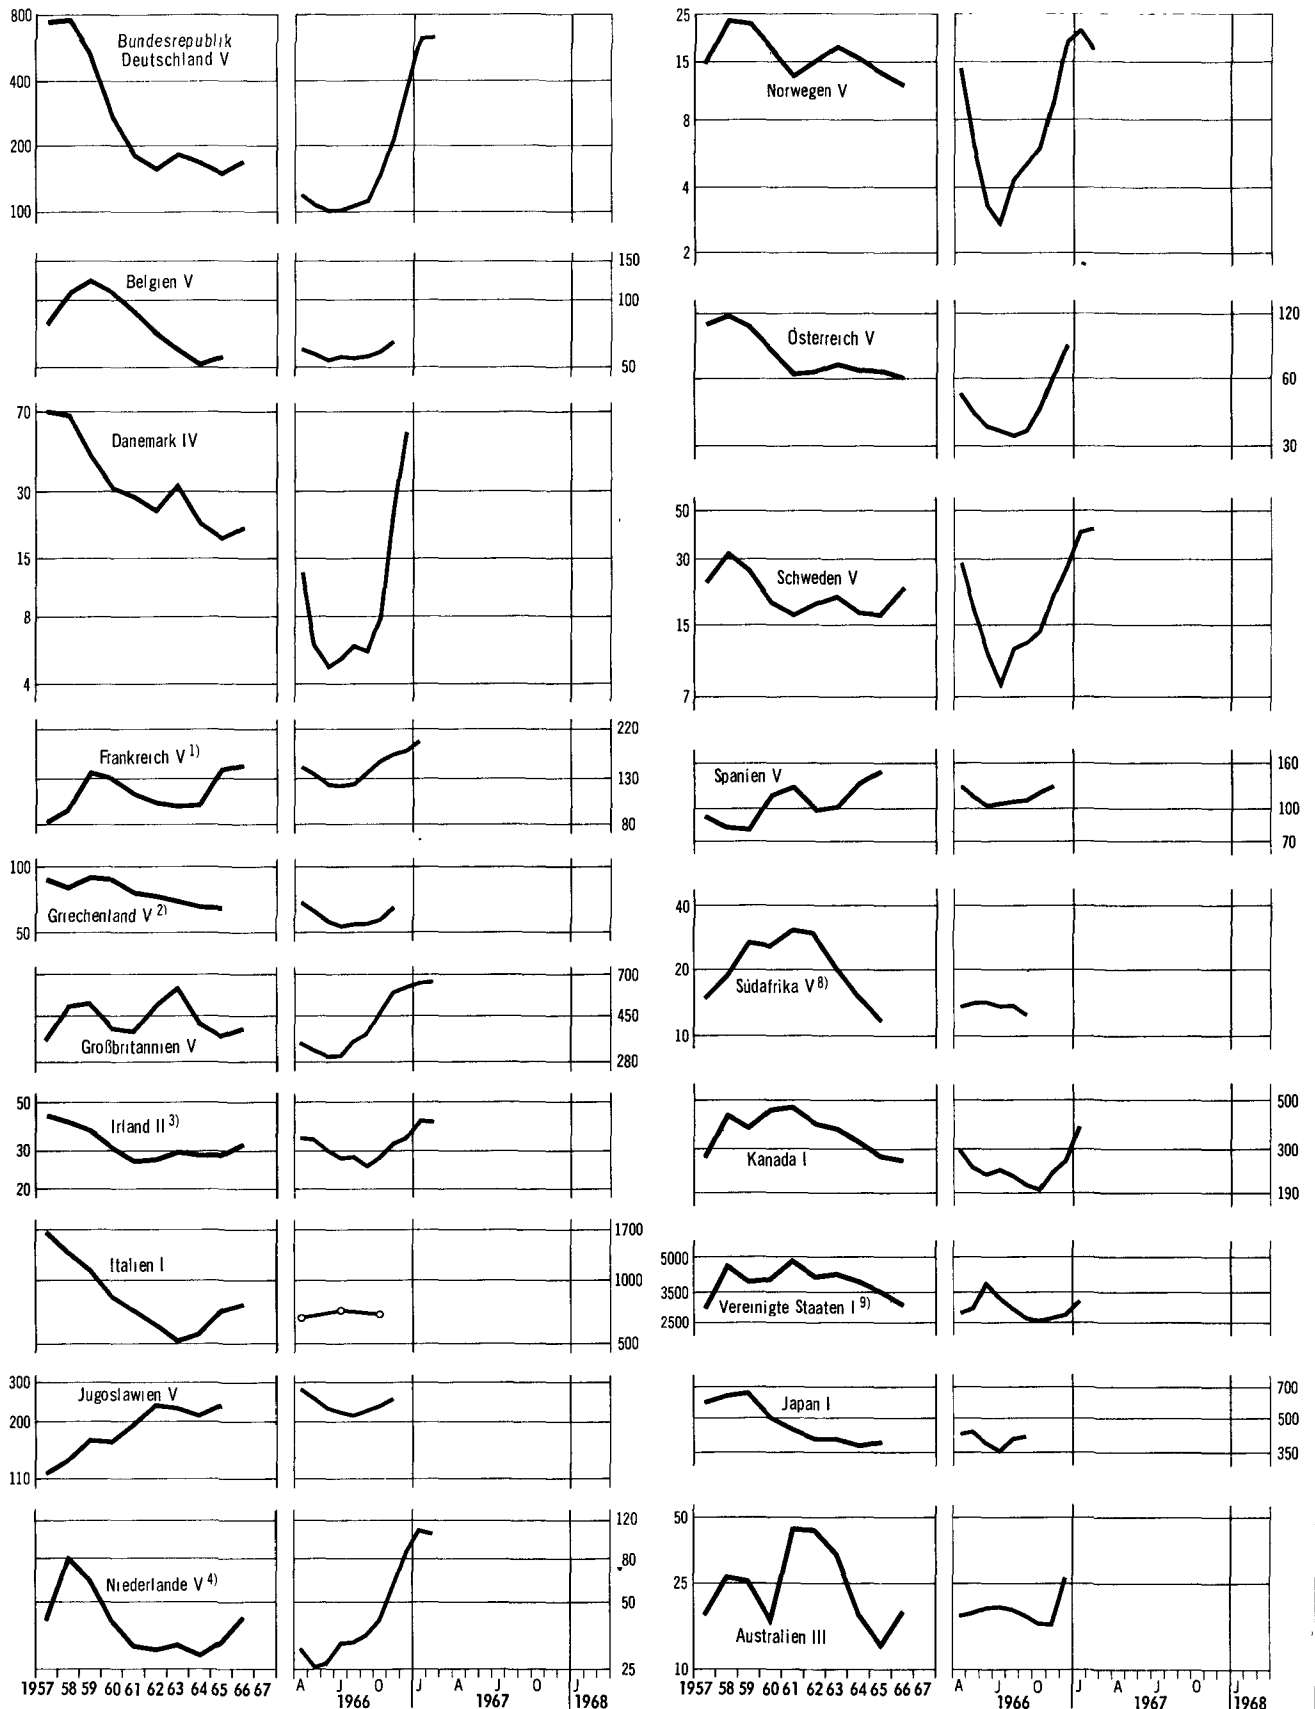 800
400
200
100
Bundesrepublik
Deutschland V
150
100
50
Belgien V
70
30
15
8
4
Danemark IV
220
130
80
Frankreich V 1)
100
50
Griechenland V 2)
700
450
280
Großbritannien V
50
30
20
Irland II 3)
1700
1000
500
Italien I
300
200
110
Jugoslawien V
120
80
50
25
Niederlande V 4)
1957 58 59 60 61 62 63 64 65 66 67
A J O J A J O J
1966 1967 1968
25
15
8
4
2
Norwegen V
120
60
30
Österreich V
50
30
15
7
Schweden V
160
100
70
Spanien V
40
20
10
Südafrika V 8)
500
300
190
Kanada I
5000
3500
2500
Vereinigte Staaten I 9)
700
500
350
Japan I
50
25
10
Australien III
1957 58 59 60 61 62 63 64 65 66 67
A J O J A J O J
1966 1967 1968